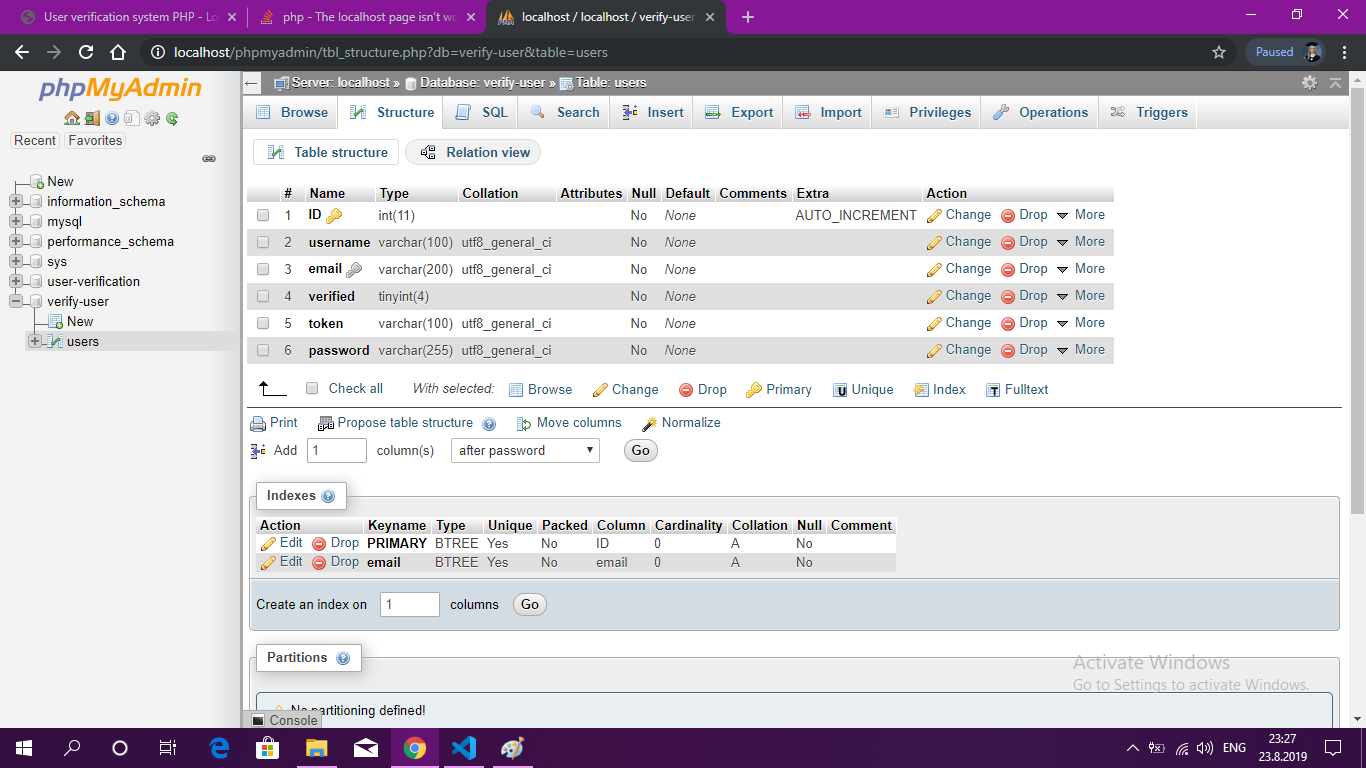 User verification system PHP - Lo
php - The localhost page isn't wo
localhost / localhost / verify-user
localhost/phpmyadmin/tbl_structure.php?db=verify-user&table=users
Paused
phpMyAdmin
Recent Favorites
New
information_schema
mysql
performance_schema
sys
user-verification
verify-user
New
users
Server: localhost » Database: verify-user » Table: users
Browse Structure SQL Search Insert Export Import Privileges Operations Triggers
Table structure Relation view
# Name Type Collation Attributes Null Default Comments Extra Action
1 ID int(11) No None AUTO_INCREMENT Change Drop More
2 username varchar(100) utf8_general_ci No None Change Drop More
3 email varchar(200) utf8_general_ci No None Change Drop More
4 verified tinyint(4) No None Change Drop More
5 token varchar(100) utf8_general_ci No None Change Drop More
6 password varchar(255) utf8_general_ci No None Change Drop More
Check all With selected: Browse Change Drop Primary Unique Index Fulltext
Print Propose table structure Move columns Normalize
Add 1 column(s) after password Go
Indexes
Action Keyname Type Unique Packed Column Cardinality Collation Null Comment
Edit Drop PRIMARY BTREE Yes No ID 0 A No
Edit Drop email BTREE Yes No email 0 A No
Create an index on 1 columns Go
Partitions
No partitioning defined!
Activate Windows
Go to Settings to activate Windows.
Console
ENG
23:27
23.8.2019